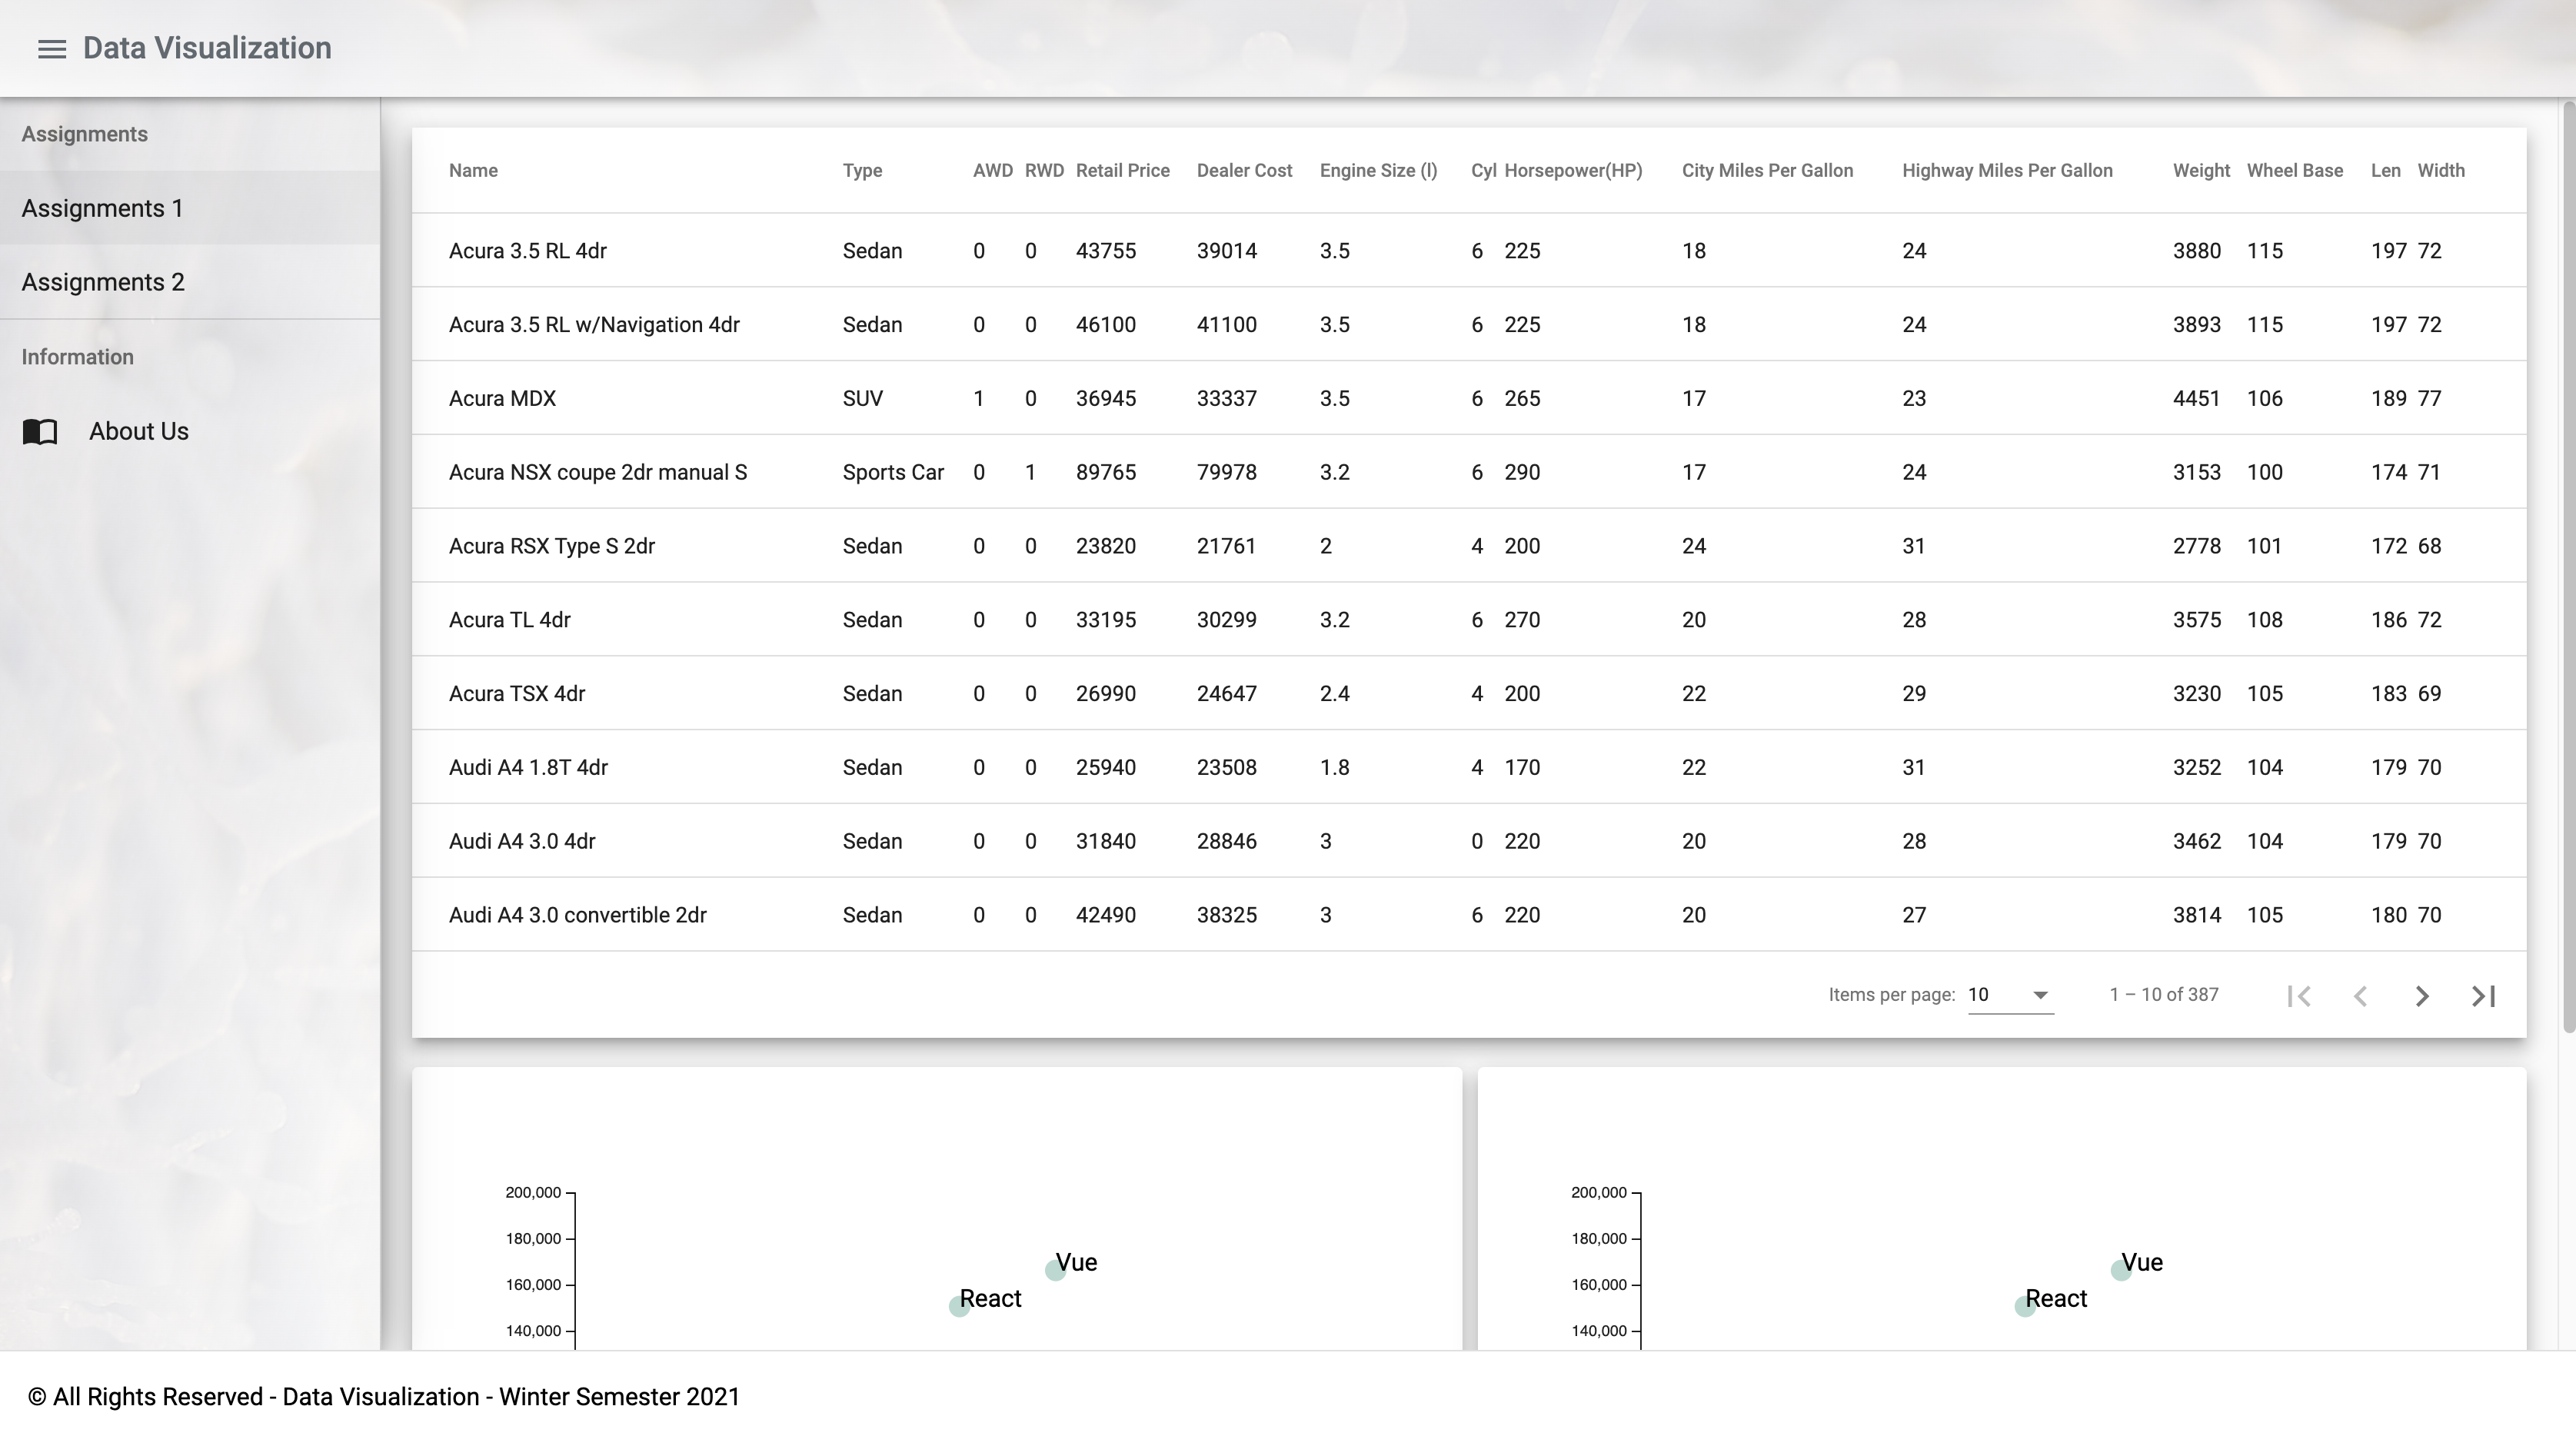 Data Visualization
Assignments
Assignments 1
Assignments 2
Information
About Us
Name Type AWD RWD Retail Price Dealer Cost Engine Size (l) Cyl Horsepower(HP) City Miles Per Gallon Highway Miles Per Gallon Weight Wheel Base Len Width
Acura 3.5 RL 4dr Sedan 0 0 43755 39014 3.5 6 225 18 24 3880 115 197 72
Acura 3.5 RL w/Navigation 4dr Sedan 0 0 46100 41100 3.5 6 225 18 24 3893 115 197 72
Acura MDX SUV 1 0 36945 33337 3.5 6 265 17 23 4451 106 189 77
Acura NSX coupe 2dr manual S Sports Car 0 1 89765 79978 3.2 6 290 17 24 3153 100 174 71
Acura RSX Type S 2dr Sedan 0 0 23820 21761 2 4 200 24 31 2778 101 172 68
Acura TL 4dr Sedan 0 0 33195 30299 3.2 6 270 20 28 3575 108 186 72
Acura TSX 4dr Sedan 0 0 26990 24647 2.4 4 200 22 29 3230 105 183 69
Audi A4 1.8T 4dr Sedan 0 0 25940 23508 1.8 4 170 22 31 3252 104 179 70
Audi A4 3.0 4dr Sedan 0 0 31840 28846 3 0 220 20 28 3462 104 179 70
Audi A4 3.0 convertible 2dr Sedan 0 0 42490 38325 3 6 220 20 27 3814 105 180 70
Items per page: 10 1 – 10 of 387
200,000
180,000
Vue
160,000
React
140,000
200,000
180,000
Vue
160,000
React
140,000
© All Rights Reserved - Data Visualization - Winter Semester 2021